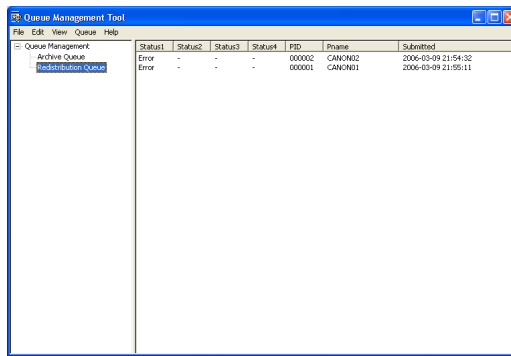 Queue Management Tool
File Edit View Queue Help
Queue Management
Archive Queue
Redistribution Queue
Status1 Status2 Status3 Status4 PID Pname Submitted
Error - - - 000002 CANON02 2006-03-09 21:54:32
Error - - - 000001 CANON01 2006-03-09 21:55:11